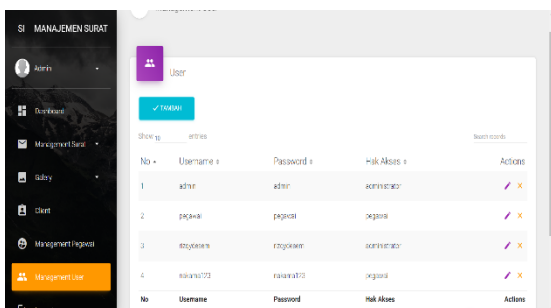 SI MANAJEMEN SURAT
Admin
Dashboard
Management Surat
Galery
Client
Management Pegawai
Management User
User
✓ TAMBAH
Show 10 entries
Search records
No Username Password Hak Akses Actions
1 admin admin administrator
2 pegawai pegawai pegawai
3 administrator
4 nakama123 nakama123 pegawai
No Username Password Hak Akses Actions